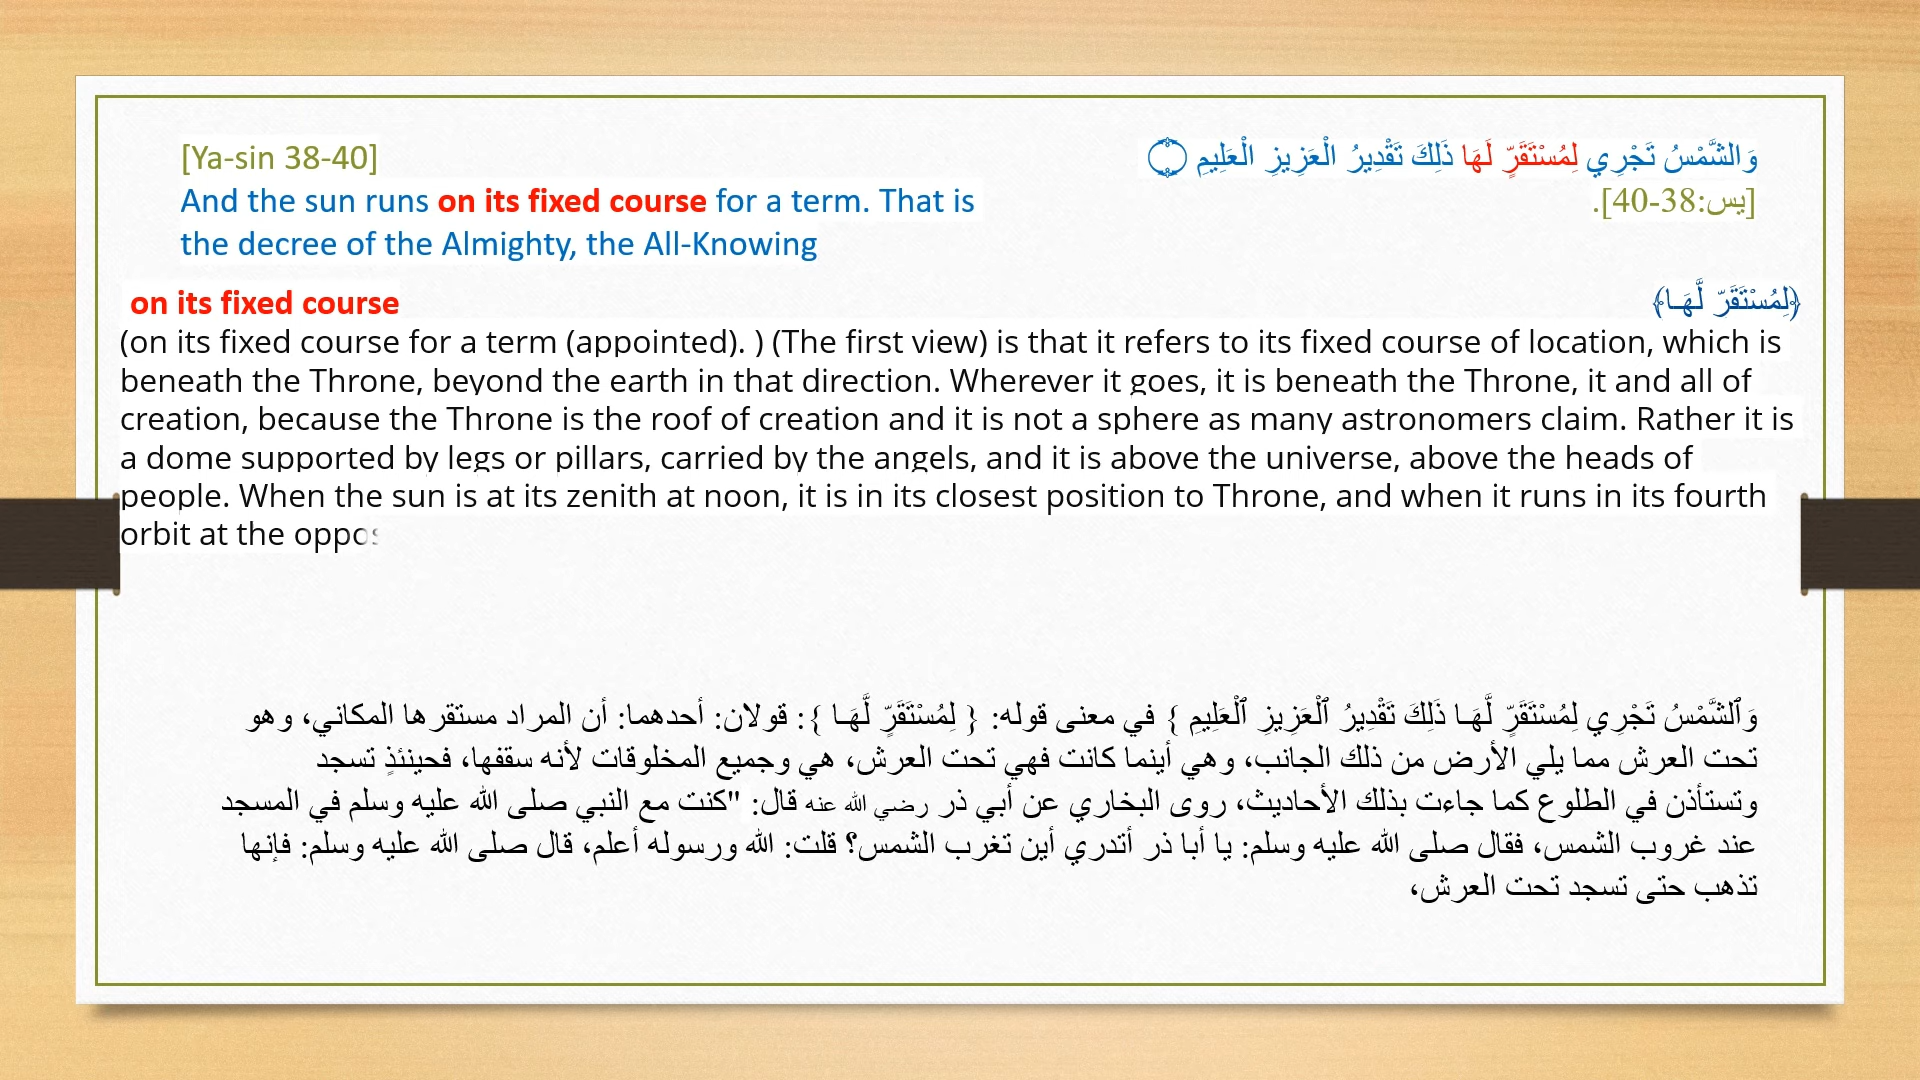 [Ya-sin 38-40]
And the sun runs on its fixed course for a term. That is
the decree of the Almighty, the All-Knowing
وَالشَّمْسُ تَجْرِي لِمُسْتَقَرٍّ لَهَا ذَلِكَ تَقْدِيرُ الْعَزِيزِ الْعَلِيمِ ۝
[يس:38-40].
on its fixed course
﴿لِمُسْتَقَرّ لَّهَـا﴾
(on its fixed course for a term (appointed). ) (The first view) is that it refers to its fixed course of location, which is
beneath the Throne, beyond the earth in that direction. Wherever it goes, it is beneath the Throne, it and all of
creation, because the Throne is the roof of creation and it is not a sphere as many astronomers claim. Rather it is
a dome supported by legs or pillars, carried by the angels, and it is above the universe, above the heads of
people. When the sun is at its zenith at noon, it is in its closest position to Throne, and when it runs in its fourth
orbit at the oppos
وَٱلشَّمْسُ تَجْرِي لِمُسْتَقَرٍّ لَّهَـا ذَلِكَ تَقْدِيرُ ٱلْعَزِيزِ ٱلْعَلِيمِ } في معنى قوله: { لِمُسْتَقَرٍّ لَّهَـا }: قولان: أحدهما: أن المراد مستقرها المكاني، وهو
تحت العرش مما يلي الأرض من ذلك الجانب، وهي أينما كانت فهي تحت العرش، هي وجميع المخلوقات لأنه سقفها، فحينئذٍ تسجد
وتستأذن في الطلوع كما جاءت بذلك الأحاديث، روى البخاري عن أبي ذر رضي الله عنه قال: "كنت مع النبي صلى الله عليه وسلم في المسجد
عند غروب الشمس، فقال صلى الله عليه وسلم: يا أبا ذر أتدري أين تغرب الشمس؟ قلت: الله ورسوله أعلم، قال صلى الله عليه وسلم: فإنها
تذهب حتى تسجد تحت العرش،